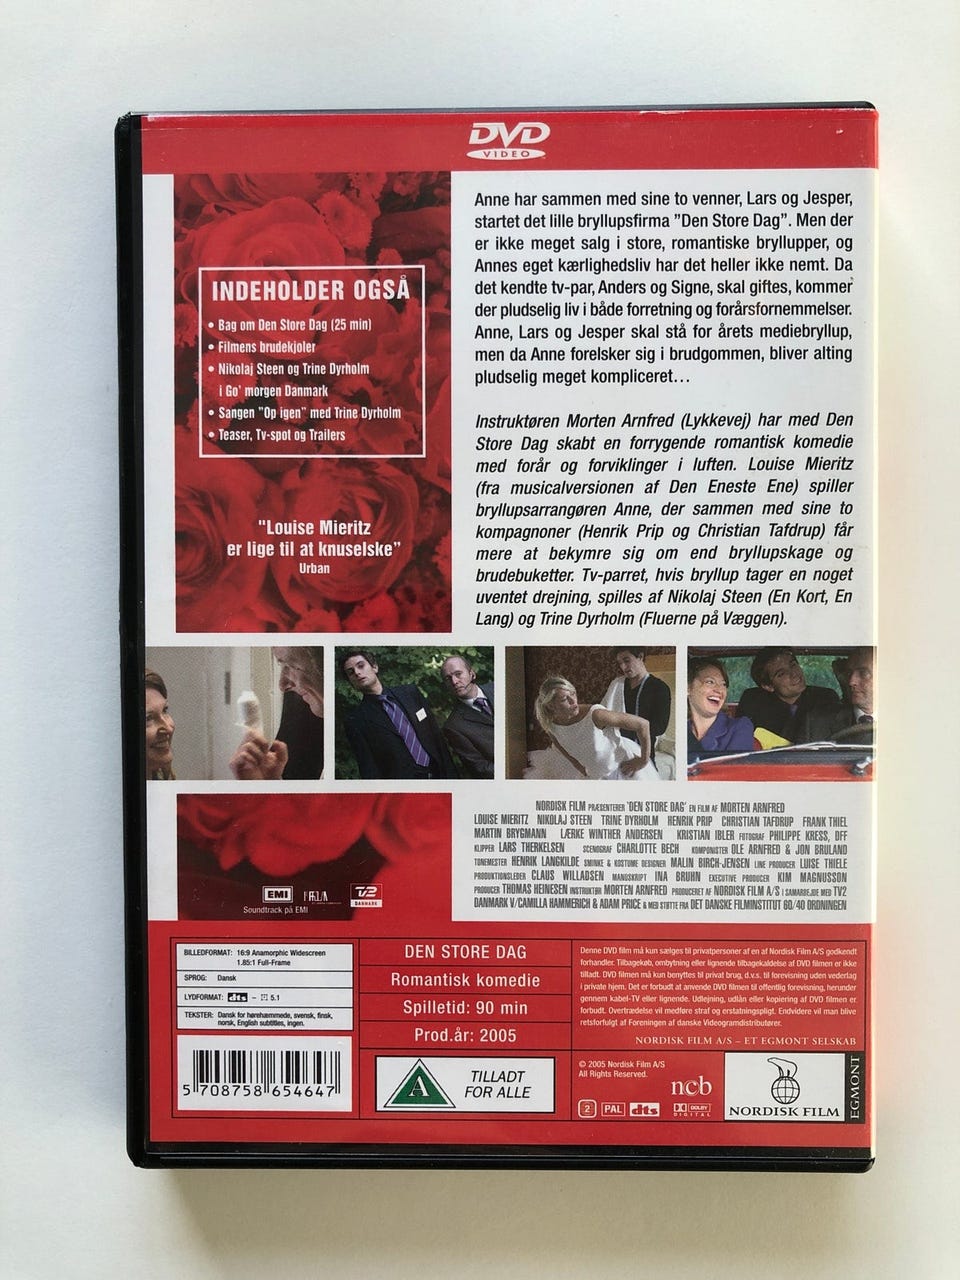 DVD
VIDEO
INDEHOLDER OGSÅ
• Bag om Den Store Dag (25 min)
• Filmens brudekjoler
• Nikolaj Steen og Trine Dyrholm
i Go' morgen Danmark
• Sangen "Op igen" med Trine Dyrholm
• Teaser, Tv-spot og Trailers
"Louise Mieritz
er lige til at knuselske"
Urban
Anne har sammen med sine to venner, Lars og Jesper,
startet det lille bryllupsfirma "Den Store Dag". Men der
er ikke meget salg i store, romantiske bryllupper, og
Annes eget kærlighedsliv har det heller ikke nemt. Da
det kendte tv-par, Anders og Signe, skal giftes, kommer
der pludselig liv i både forretning og forårsfornemmelser.
Anne, Lars og Jesper skal stå for årets mediebryllup,
men da Anne forelsker sig i brudgommen, bliver alting
pludselig meget kompliceret...
Instruktøren Morten Arnfred (Lykkevej) har med Den
Store Dag skabt en forrygende romantisk komedie
med forår og forviklinger i luften. Louise Mieritz
(fra musicalversionen af Den Eneste Ene) spiller
bryllupsarrangøren Anne, der sammen med sine to
kompagnoner (Henrik Prip og Christian Tafdrup) får
mere at bekymre sig om end bryllupskage og
brudebuketter. Tv-parret, hvis bryllup tager en noget
uventet drejning, spilles af Nikolaj Steen (En Kort, En
Lang) og Trine Dyrholm (Fluerne på Væggen).
EMI
TV2
DANMARK
Soundtrack på EMI
NORDISK FILM PRÆSENTERER 'DEN STORE DAG' EN FILM AF MORTEN ARNFRED
LOUISE MIERITZ NIKOLAJ STEEN TRINE DYRHOLM HENRIK PRIP CHRISTIAN TAFDRUP FRANK THIEL
MARTIN BRYGMANN LÆRKE WINTHER ANDERSEN KRISTIAN IBLER FOTOGRAF PHILIPPE KRESS, DFF
KLIPPER LARS THERKELSEN SCENOGRAF CHARLOTTE BECH KOMPONISTER OLE ARNFRED & JON BRULAND
TONEMESTER HENRIK LANGKILDE SMINKE & KOSTUME DESIGNER MALIN BIRCH-JENSEN LINE PRODUCER LUISE THIELE
PRODUKTIONSLEDER CLAUS WILLADSEN MANUSKRIPT INA BRUHN EXECUTIVE PRODUCER KIM MAGNUSSON
PRODUCER THOMAS HEINESEN INSTRUKTØR MORTEN ARNFRED PRODUCERET AF NORDISK FILM A/S I SAMARBEJDE MED TV2
DANMARK V/CAMILLA HAMMERICH & ADAM PRICE & MED STØTTE FRA DET DANSKE FILMINSTITUT 60/40 ORDNINGEN
BILLEDFORMAT: 16:9 Anamorphic Widescreen
1.85:1 Full-Frame
SPROG: Dansk
LYDFORMAT: dts - 5.1
TEKSTER: Dansk for hørehæmmede, svensk, finsk,
norsk, English subtitles, ingen.
5 708758 654647
DEN STORE DAG
Romantisk komedie
Spilletid: 90 min
Prod.år: 2005
A
TILLADT
FOR ALLE
Denne DVD film må kun sælges til privatpersoner af en af Nordisk Film A/S godkendt
forhandler. Tilbagekøb, ombytning eller lignende tilbagekaldelse af DVD filmen er ikke
tilladt. DVD filmen må kun benyttes til privat brug, d.v.s. til forevisning uden vederlag
i private hjem. Det er forbudt at anvende DVD filmen til offentlig forevisning, herunder
gennem kabel-TV eller lignende. Udlejning, udlån eller kopiering af DVD filmen er
forbudt. Overtrædelse vil medføre straf og erstatningspligt. Endvidere vil man blive
retsforfulgt af Foreningen af danske Videogramdistributører.
NORDISK FILM A/S – ET EGMONT SELSKAB
© 2005 Nordisk Film A/S
All Rights Reserved.
ncb
2 PAL dts DOLBY
DIGITAL
NORDISK FILM
EGMONT